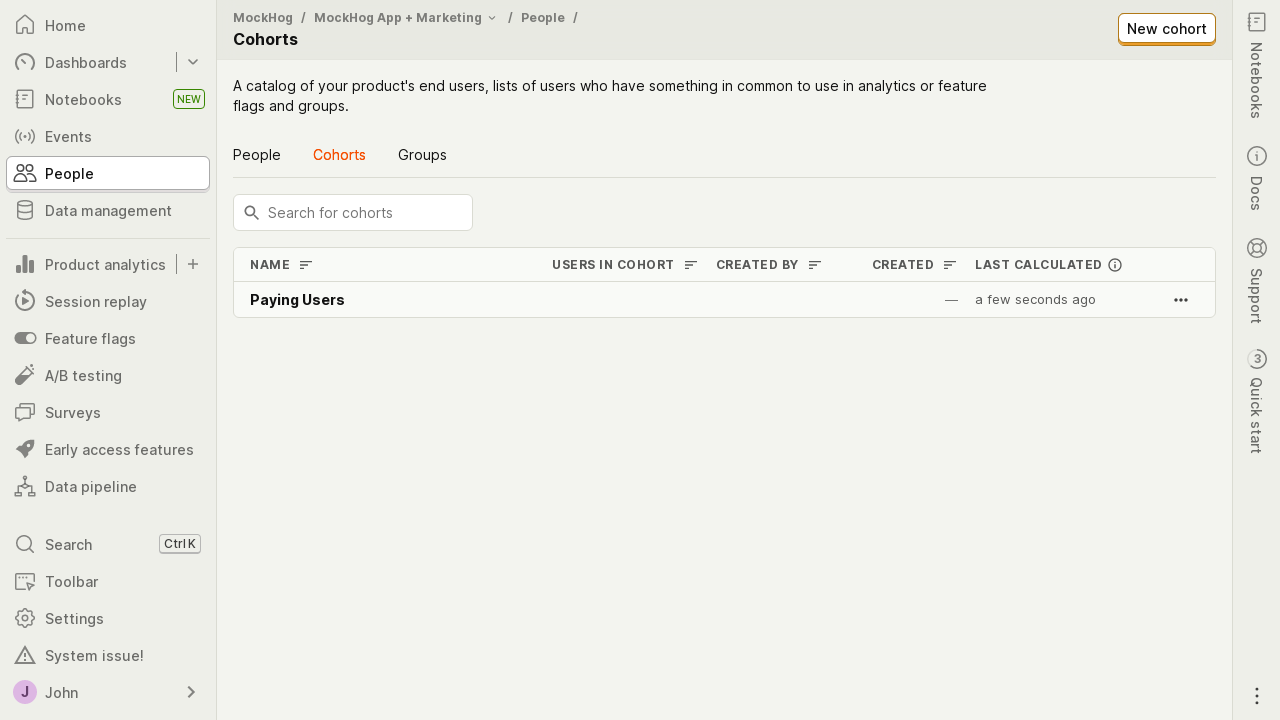 Home
Dashboards
Notebooks
NEW
Events
People
Data management
Product analytics
Session replay
Feature flags
A/B testing
Surveys
Early access features
Data pipeline
Search
Ctrl K
Toolbar
Settings
System issue!
J
John
MockHog / MockHog App + Marketing / People /
Cohorts
New cohort
A catalog of your product's end users, lists of users who have something in common to use in analytics or feature
flags and groups.
People
Cohorts
Groups
Search for cohorts
NAME USERS IN COHORT CREATED BY CREATED LAST CALCULATED
Paying Users — a few seconds ago
Notebooks
Docs
Support
3
Quick start